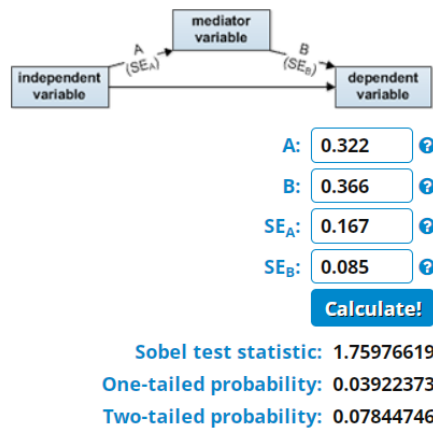 mediator
variable
A
(SEA)
B
(SEB)
independent
variable
dependent
variable
A: 0.322 ?
B: 0.366 ?
SEA: 0.167 ?
SEB: 0.085 ?
Calculate!
Sobel test statistic: 1.75976619
One-tailed probability: 0.03922373
Two-tailed probability: 0.07844746